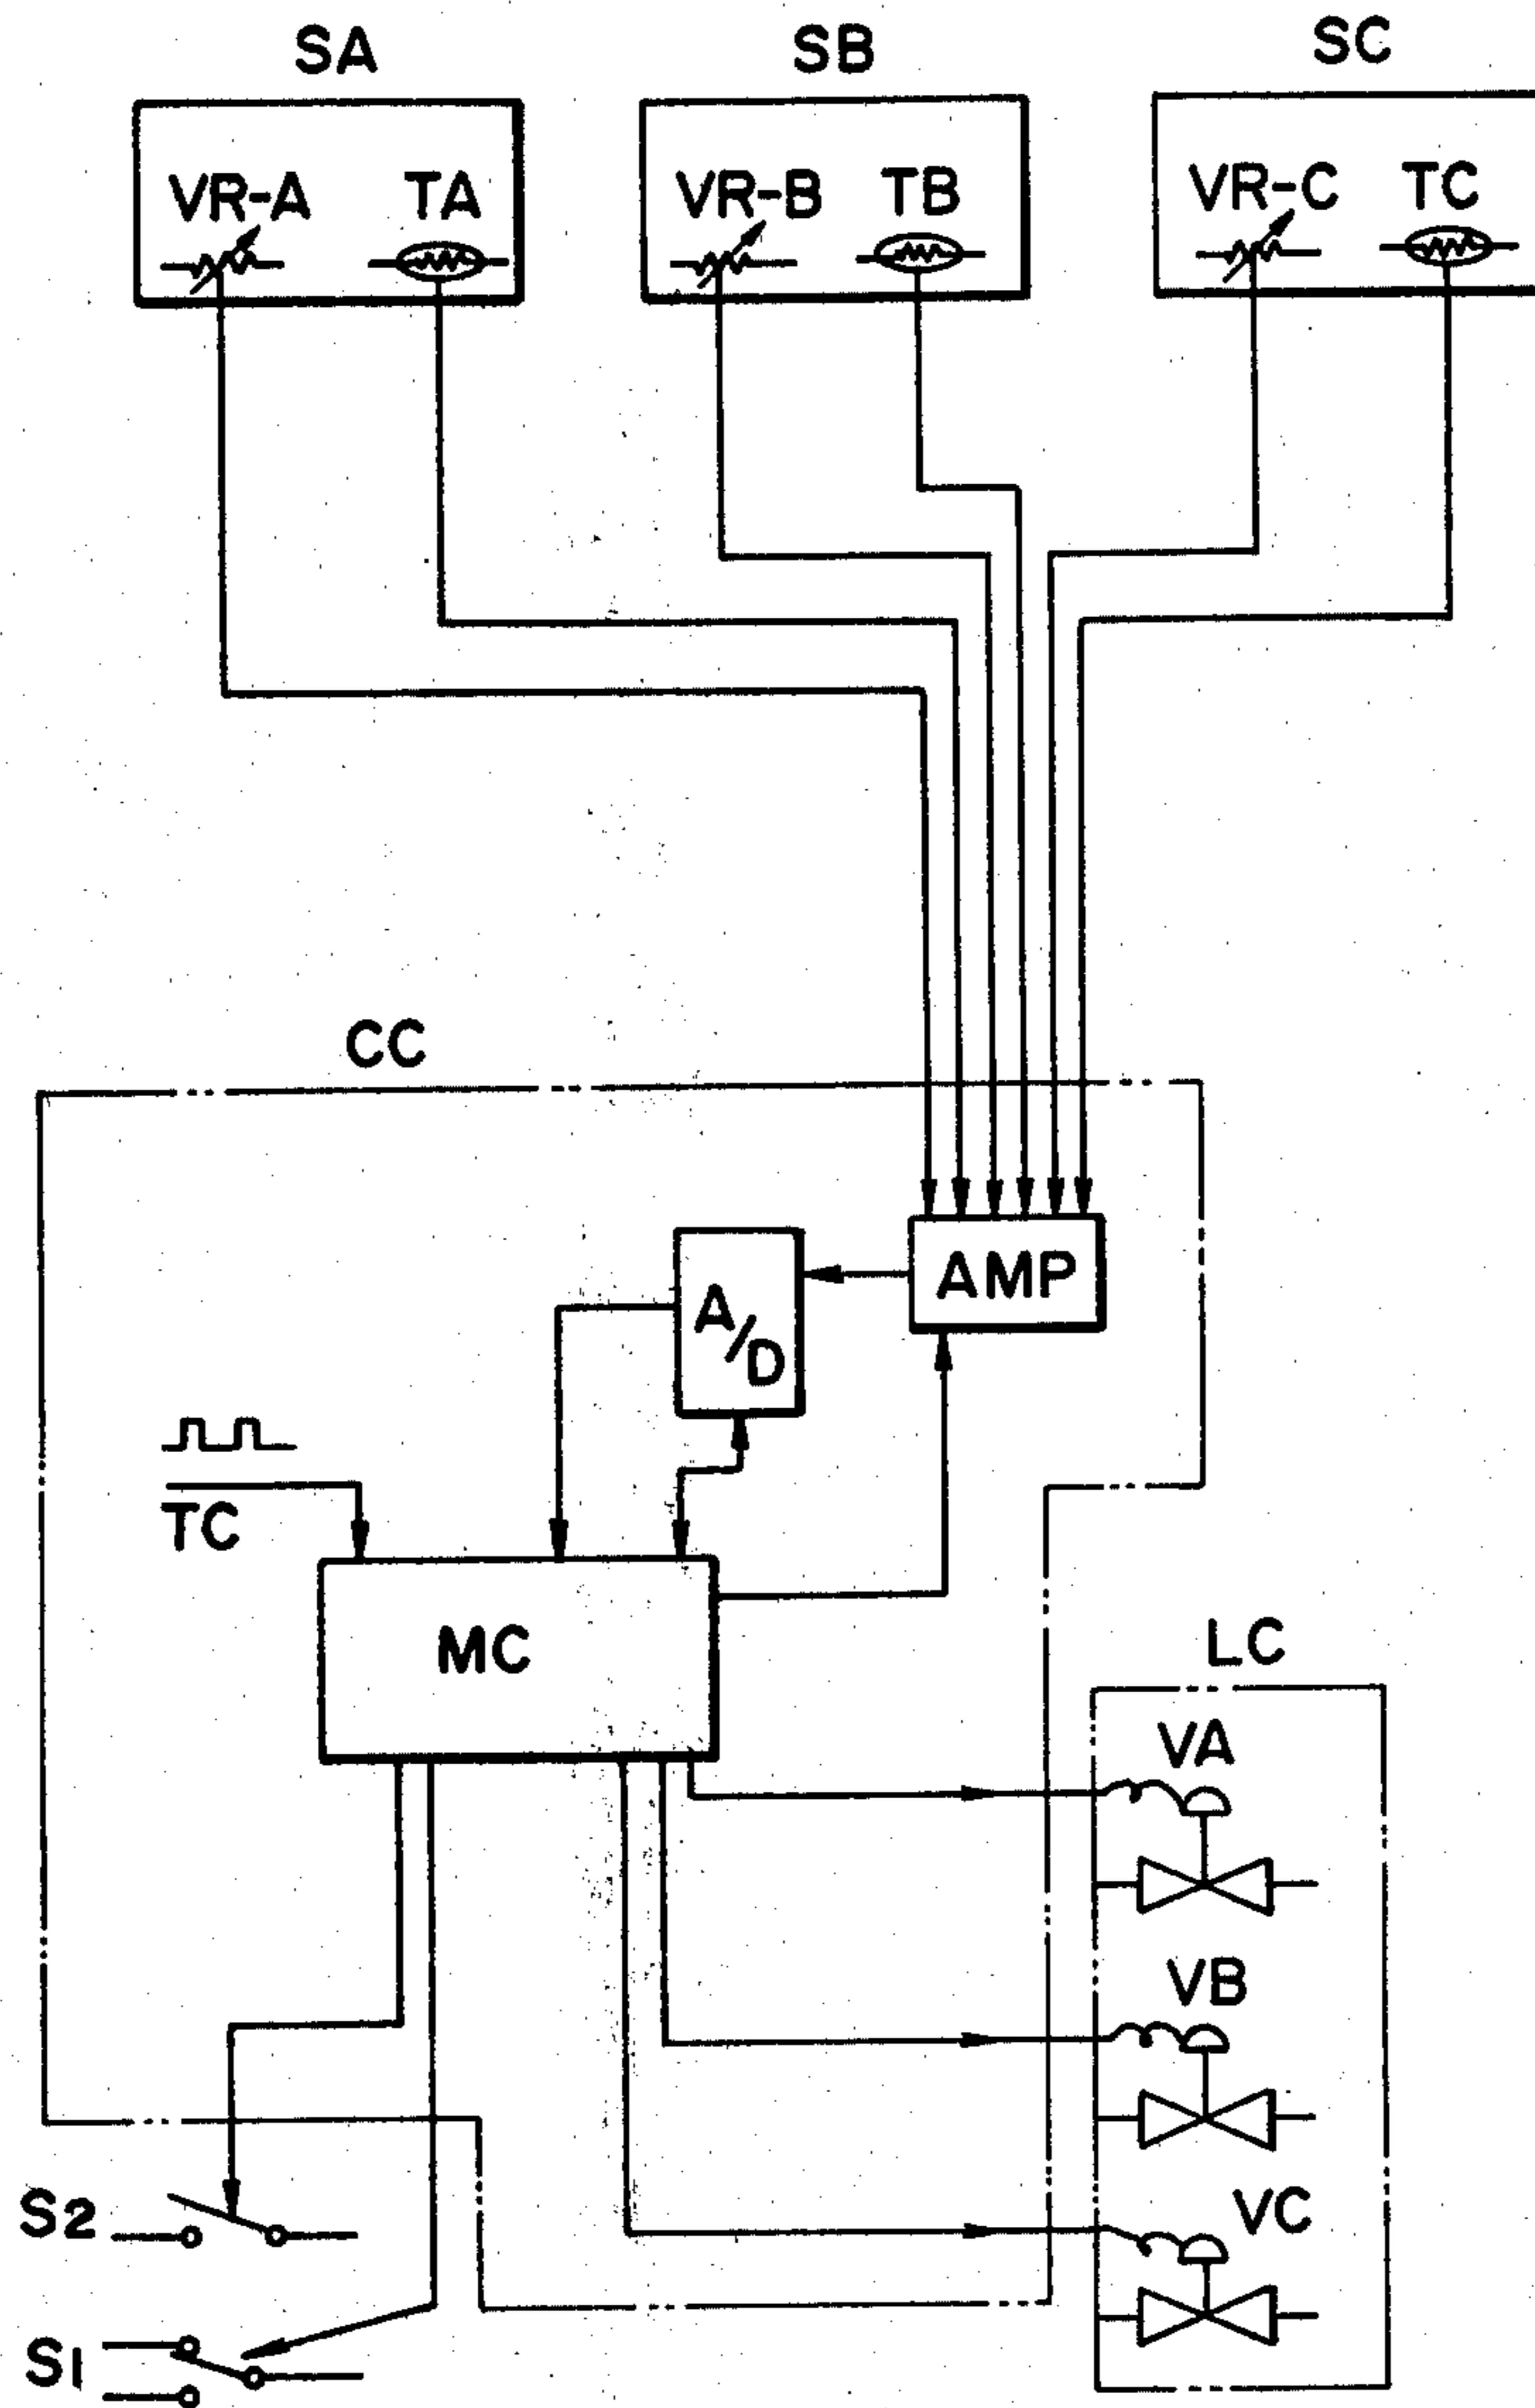 SA SB SC
VR-A TA VR-B TB VR-C TC
CC
AMP
A/D
TC
MC
LC
VA
VB
S2
VC
S1